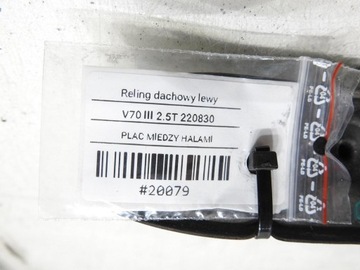 Reling dachowy lewy
V70 III 2.5T 220830
PLAC MIEDZY HALAMI
#20079